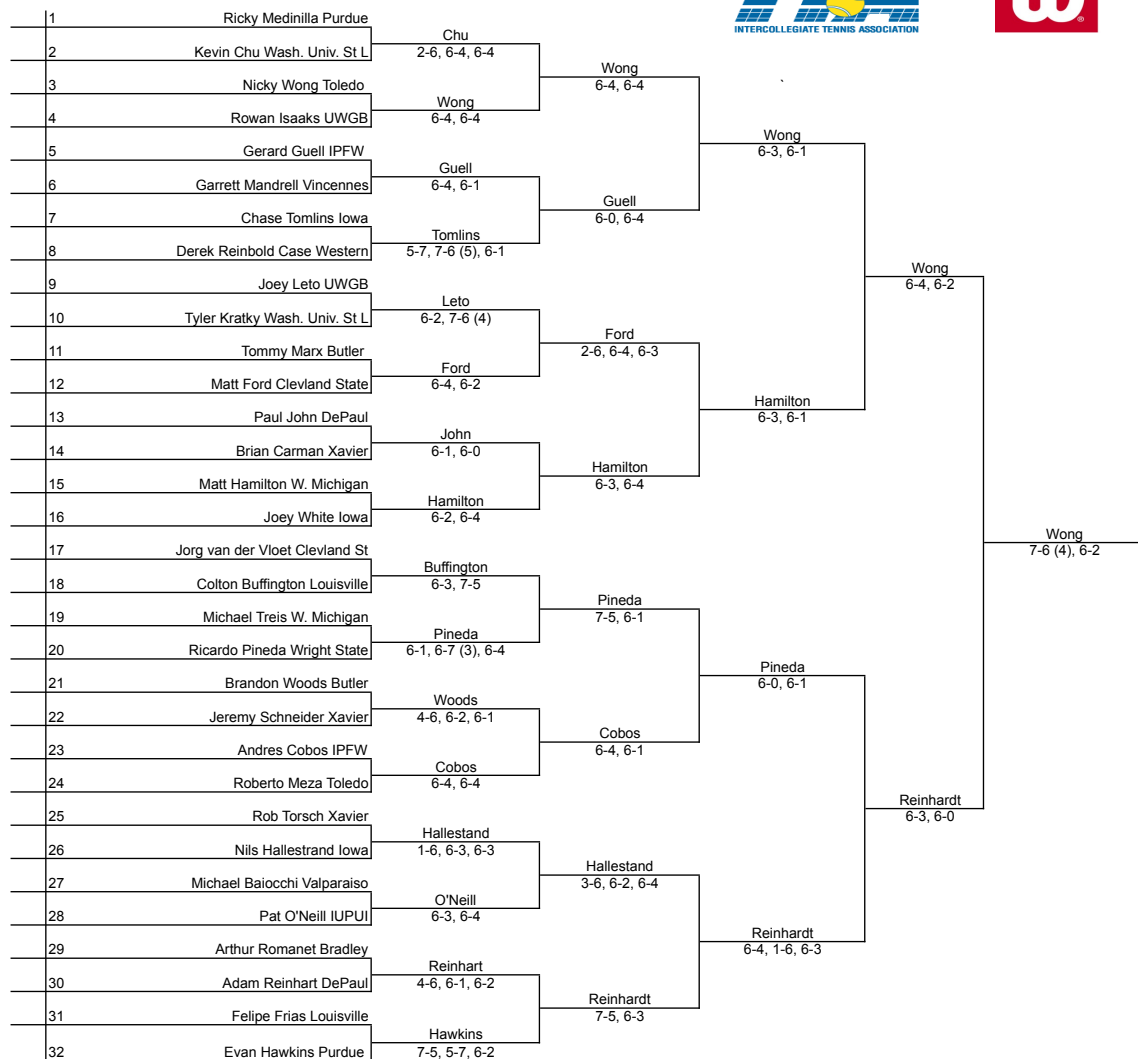 INTERCOLLEGIATE TENNIS ASSOCIATION
W
1 Ricky Medinilla Purdue
Chu
2 Kevin Chu Wash. Univ. St L
2-6, 6-4, 6-4
Wong
6-4, 6-4
3 Nicky Wong Toledo
Wong
4 Rowan Isaaks UWGB
6-4, 6-4
Wong
6-3, 6-1
5 Gerard Guell IPFW
Guell
6 Garrett Mandrell Vincennes
6-4, 6-1
Guell
6-0, 6-4
7 Chase Tomlins Iowa
Tomlins
8 Derek Reinbold Case Western
5-7, 7-6 (5), 6-1
Wong
6-4, 6-2
9 Joey Leto UWGB
Leto
10 Tyler Kratky Wash. Univ. St L
6-2, 7-6 (4)
Ford
2-6, 6-4, 6-3
11 Tommy Marx Butler
Ford
12 Matt Ford Clevland State
6-4, 6-2
Hamilton
6-3, 6-1
13 Paul John DePaul
John
14 Brian Carman Xavier
6-1, 6-0
Hamilton
6-3, 6-4
15 Matt Hamilton W. Michigan
Hamilton
16 Joey White Iowa
6-2, 6-4
Wong
7-6 (4), 6-2
17 Jorg van der Vloet Clevland St
Buffington
18 Colton Buffington Louisville
6-3, 7-5
Pineda
7-5, 6-1
19 Michael Treis W. Michigan
Pineda
20 Ricardo Pineda Wright State
6-1, 6-7 (3), 6-4
Pineda
6-0, 6-1
21 Brandon Woods Butler
Woods
22 Jeremy Schneider Xavier
4-6, 6-2, 6-1
Cobos
6-4, 6-1
23 Andres Cobos IPFW
Cobos
24 Roberto Meza Toledo
6-4, 6-4
Reinhardt
6-3, 6-0
25 Rob Torsch Xavier
Hallestand
26 Nils Hallestrand Iowa
1-6, 6-3, 6-3
Hallestand
3-6, 6-2, 6-4
27 Michael Baiocchi Valparaiso
O'Neill
28 Pat O'Neill IUPUI
6-3, 6-4
Reinhardt
6-4, 1-6, 6-3
29 Arthur Romanet Bradley
Reinhart
30 Adam Reinhart DePaul
4-6, 6-1, 6-2
Reinhardt
7-5, 6-3
31 Felipe Frias Louisville
Hawkins
32 Evan Hawkins Purdue
7-5, 5-7, 6-2